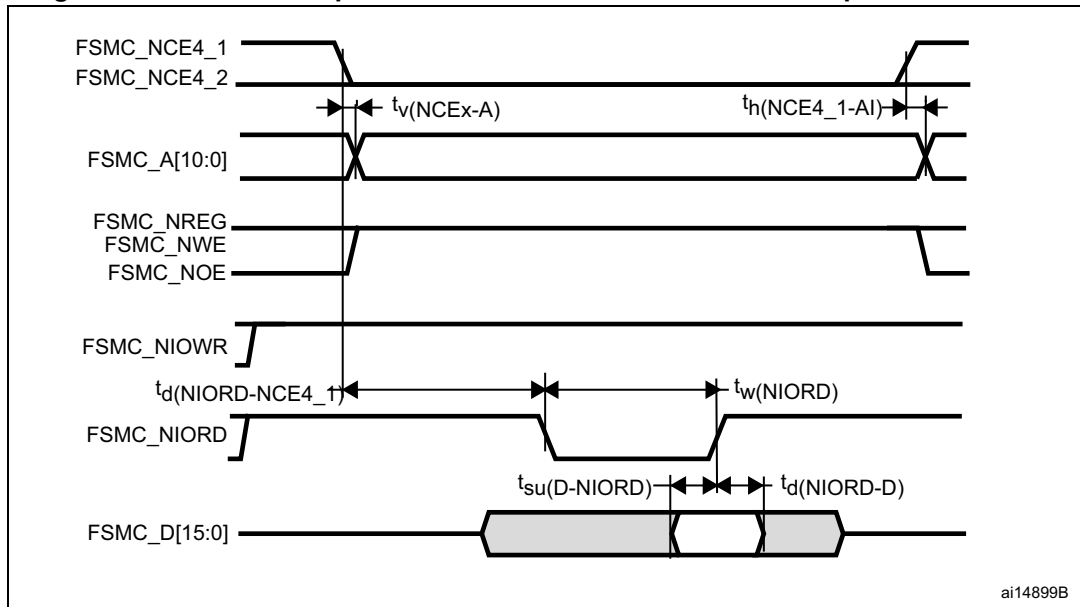 FSMC_NCE4_1
FSMC_NCE4_2
tv(NCEx-A)
th(NCE4_1-AI)
FSMC_A[10:0]
FSMC_NREG
FSMC_NWE
FSMC_NOE
FSMC_NIOWR
td(NIORD-NCE4_1)
tw(NIORD)
FSMC_NIORD
tsu(D-NIORD)
td(NIORD-D)
FSMC_D[15:0]
ai14899B